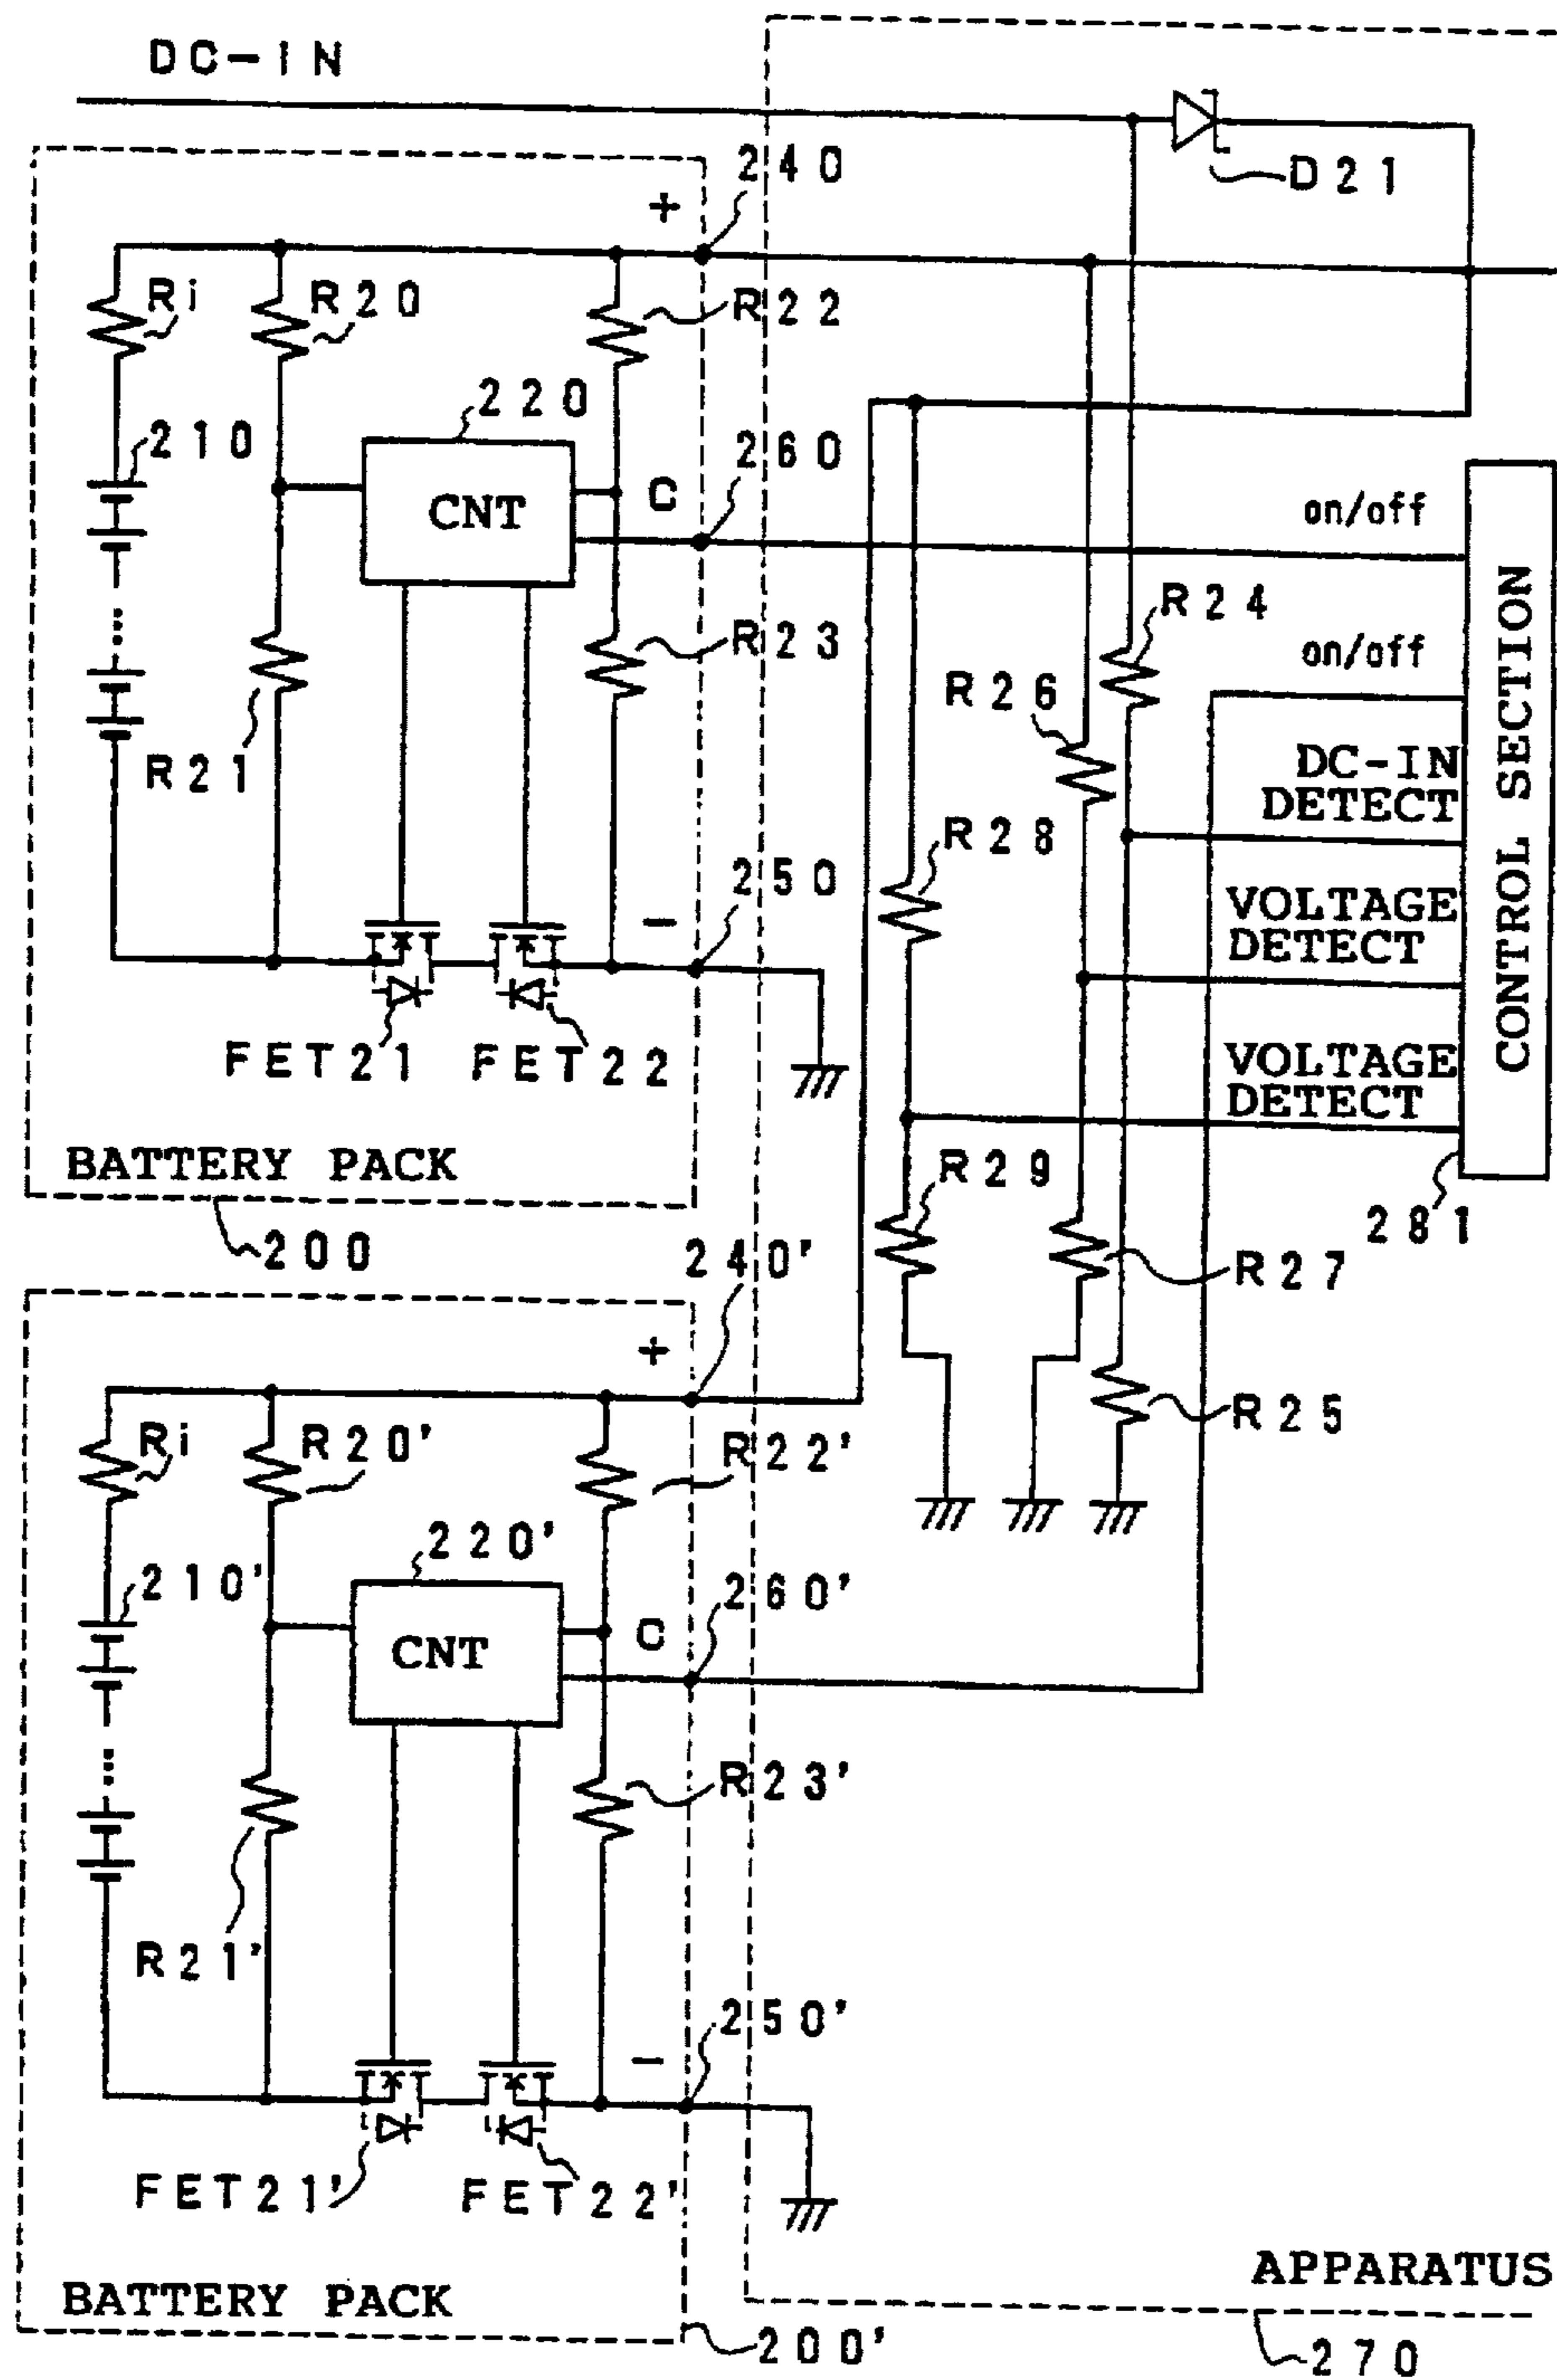 DC-IN
D21
240
+
Ri
R20
R22
210
220
260
C
CNT
on/off
R24
R23
on/off
R26
R21
DC-IN
DETECT
R28
CONTROL SECTION
250
VOLTAGE
DETECT
-
FET21
FET22
VOLTAGE
DETECT
BATTERY PACK
R29
281
200
240'
R27
+
Ri
R20'
R22'
R25
220'
210'
260'
C
CNT
R23'
R21'
250'
-
FET21'
FET22'
APPARATUS
BATTERY PACK
200'
270